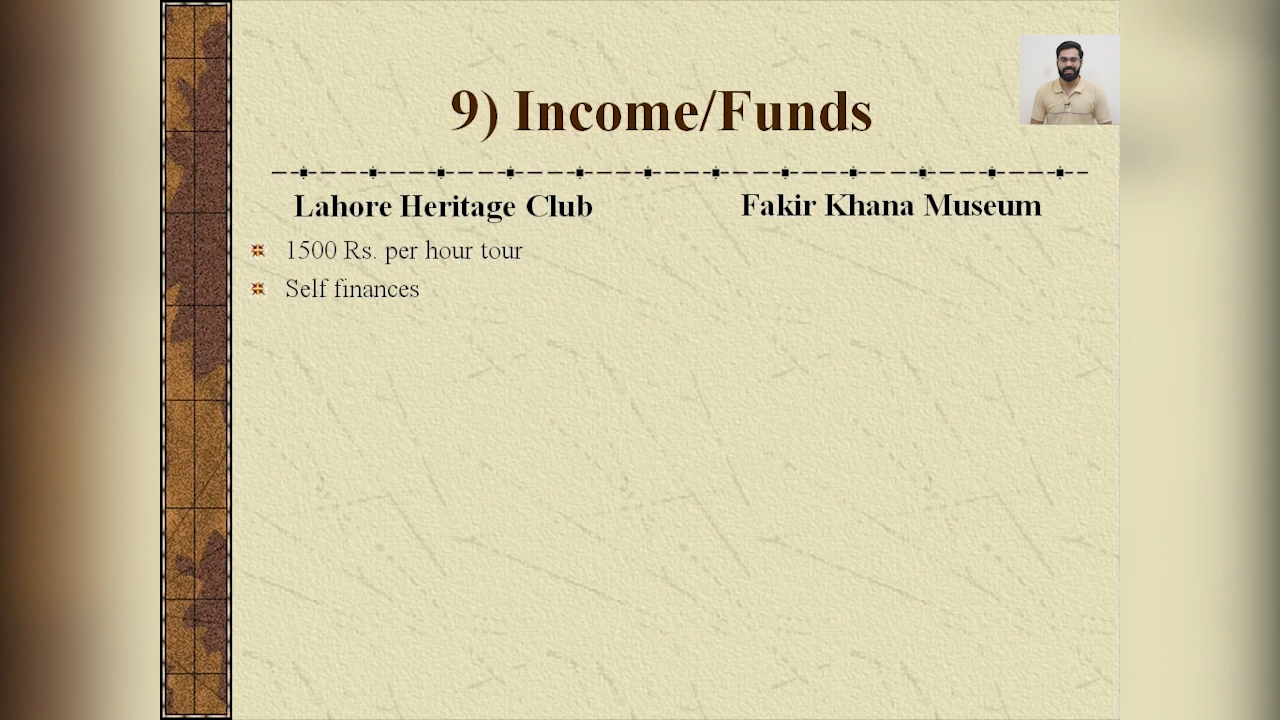 9) Income/Funds
Lahore Heritage Club
Fakir Khana Museum
1500 Rs. per hour tour
Self finances